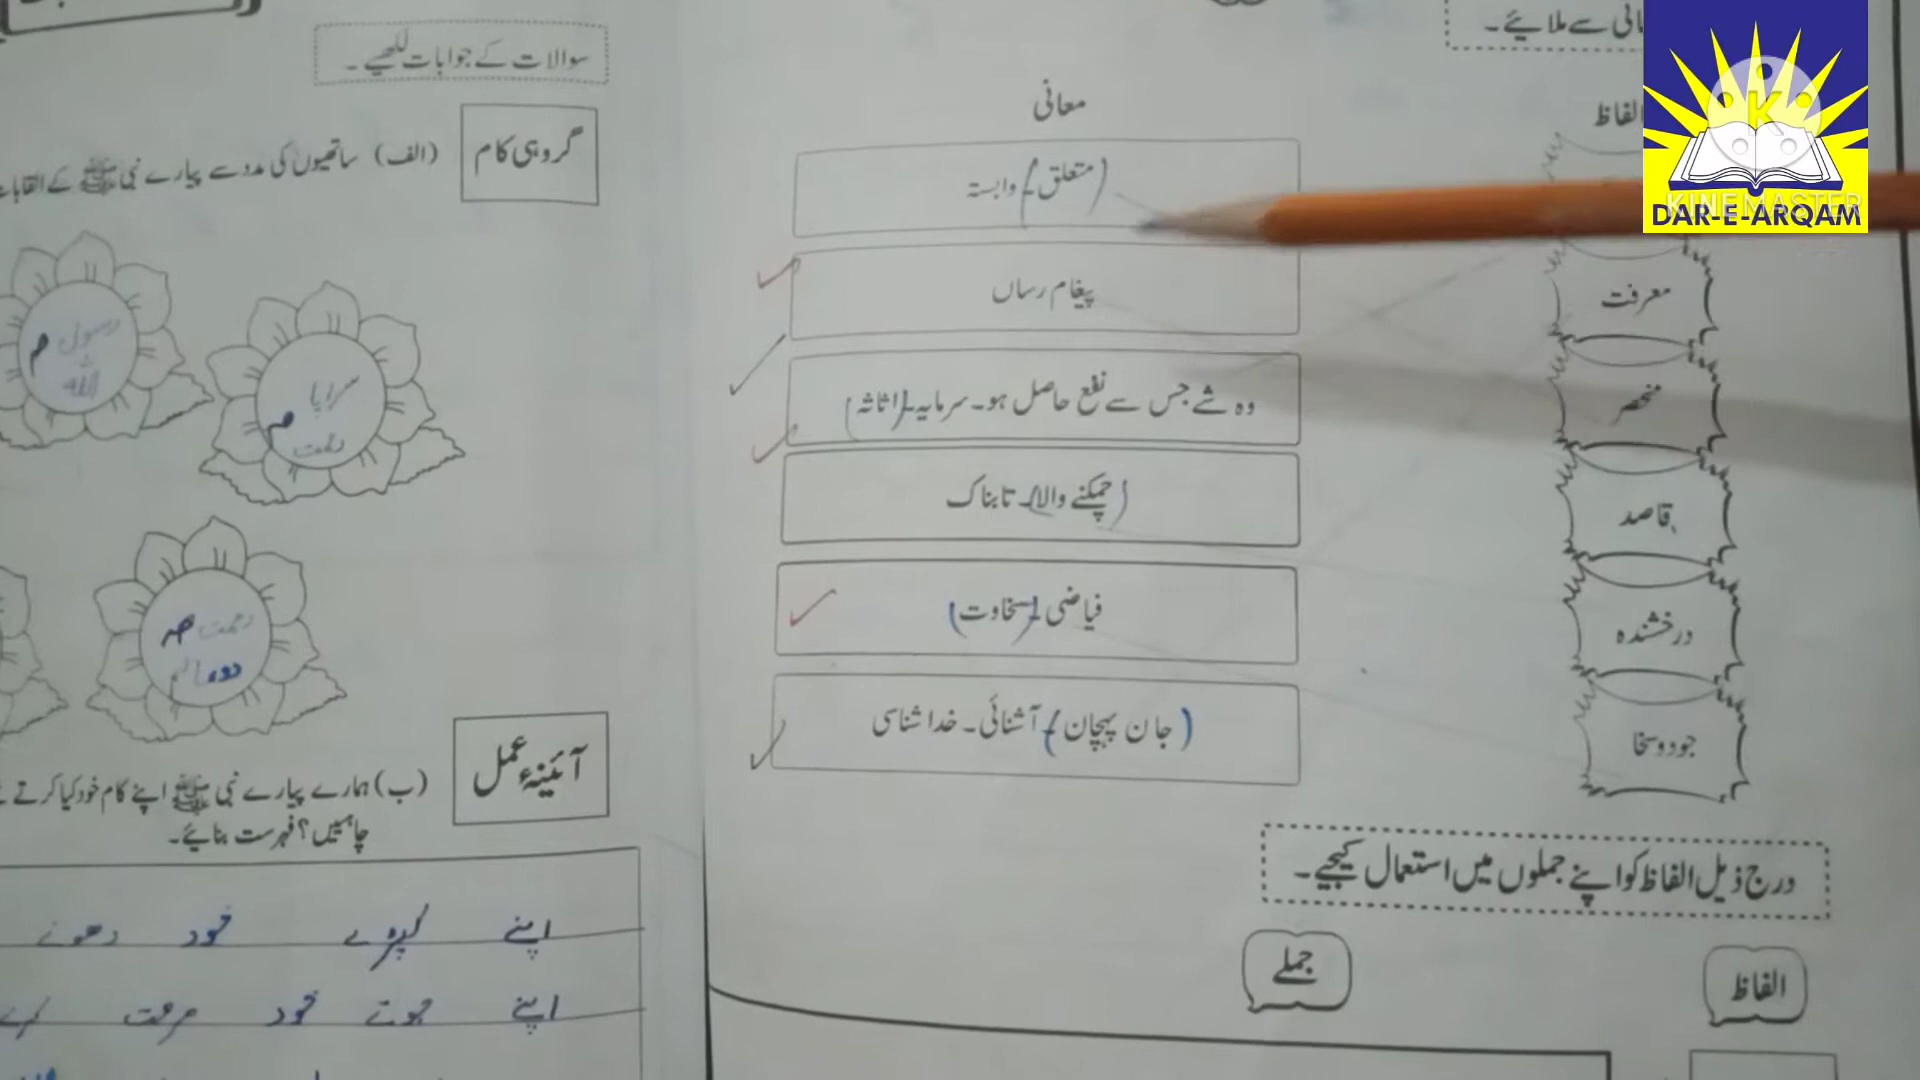 انی سے ملائیے۔
الفاظ
معرفت
منحصر
قاصد
درخشندہ
جود و سخا
معانی
(متعلق)۔ وابستہ
پیغام رساں
وہ شے جس سے نفع حاصل ہو۔ سرمایہ۔ (اثاثہ)
(چمکنے والا)۔ تابناک
فیاضی۔ (سخاوت)
(جان پہچان)۔ آشنائی۔ خدا شناسی
درج ذیل الفاظ کو اپنے جملوں میں استعمال کیجیے۔
الفاظ
جملے
سوالات کے جوابات لکھیے۔
گروہی کام
(الف) ساتھیوں کی مدد سے پیارے نبی ﷺ کے القابات
رسول
اللہ
سراپا
رحمت
رحمت
دو عالم
آئینۂ عمل
(ب) ہمارے پیارے نبی ﷺ اپنے کام خود کیا کرتے
چاہییں؟ فہرست بنائیے۔
اپنے کپڑے خود دھونے
اپنے جوتے خود مرمت
DAR-E-ARQAM
KINEMASTER